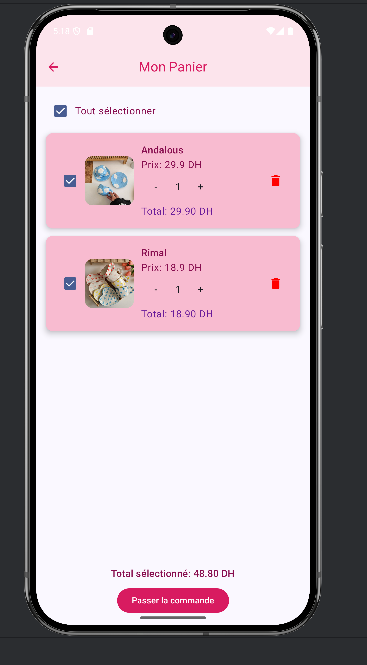 Mon Panier
Tout sélectionner
Andalous
Prix: 29.9 DH
- 1 +
Total: 29.90 DH
Rimal
Prix: 18.9 DH
- 1 +
Total: 18.90 DH
Total sélectionné: 48.80 DH
Passer la commande